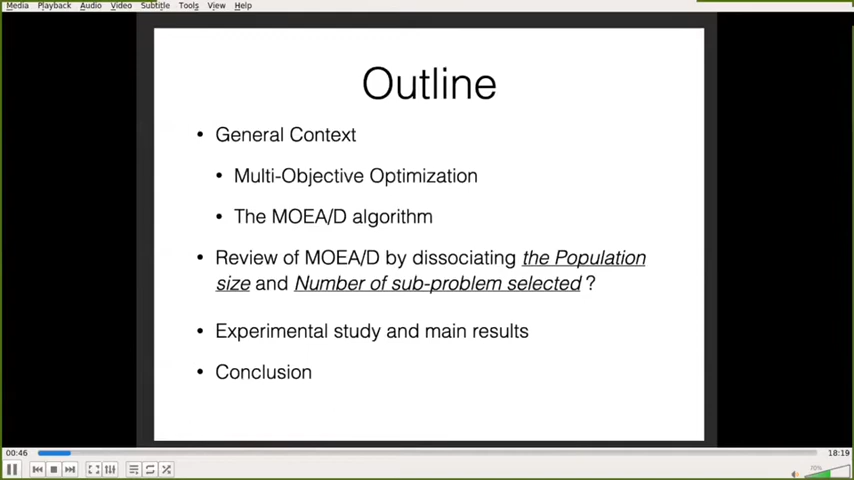 Media Playback Audio Video Subtitle Tools View Help
Outline
• General Context
• Multi-Objective Optimization
• The MOEA/D algorithm
• Review of MOEA/D by dissociating the Population
size and Number of sub-problem selected ?
• Experimental study and main results
• Conclusion
00:46 18:19
70%